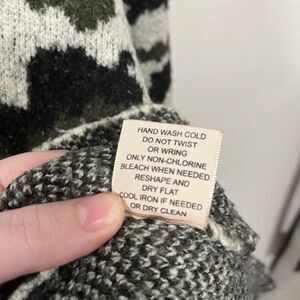 HAND WASH COLD
DO NOT TWIST
OR WRING
ONLY NON-CHLORINE
BLEACH WHEN NEEDED
RESHAPE AND
DRY FLAT
COOL IRON IF NEEDED
OR DRY CLEAN